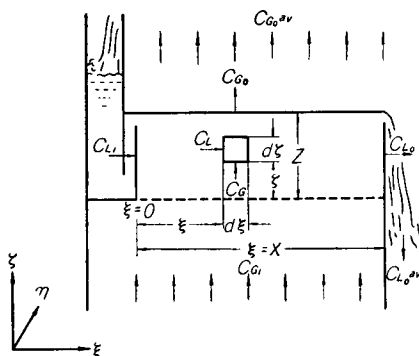 C_{G_0}^{av}
C_{G_0}
C_{L_1}
C_L
dζ
Z
C_{L_0}
ζ
C_G
ξ=0
ξ
dξ
ξ=X
C_{G_1}
C_{L_0}^{av}
ζ
η
ξ